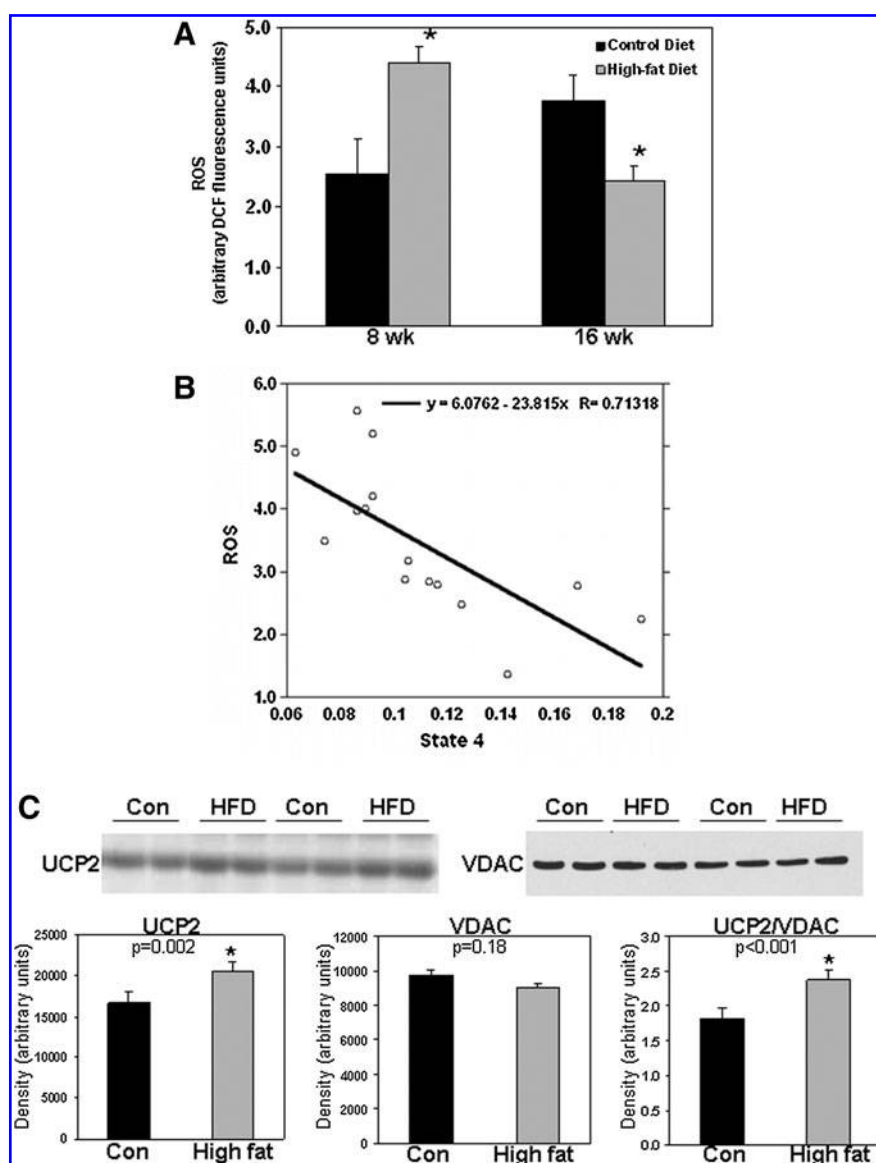 A
5.0
4.0
3.0
2.0
1.0
0.0
ROS
(arbitrary DCF fluorescence units)
*
*
Control Diet
High-fat Diet
8 wk
16 wk
B
6.0
5.0
4.0
3.0
2.0
1.0
ROS
y = 6.0762 - 23.815x R= 0.71318
0.06 0.08 0.1 0.12 0.14 0.16 0.18 0.2
State 4
C
Con HFD Con HFD
UCP2
Con HFD Con HFD
VDAC
UCP2
p=0.002
*
Density (arbitrary units)
25000
20000
15000
10000
5000
0
Con High fat
VDAC
p=0.18
Density (arbitrary units)
12000
10000
8000
6000
4000
2000
0
Con High fat
UCP2/VDAC
p<0.001
*
Density (arbitrary units)
3.0
2.5
2.0
1.5
1.0
0.5
0.0
Con High fat